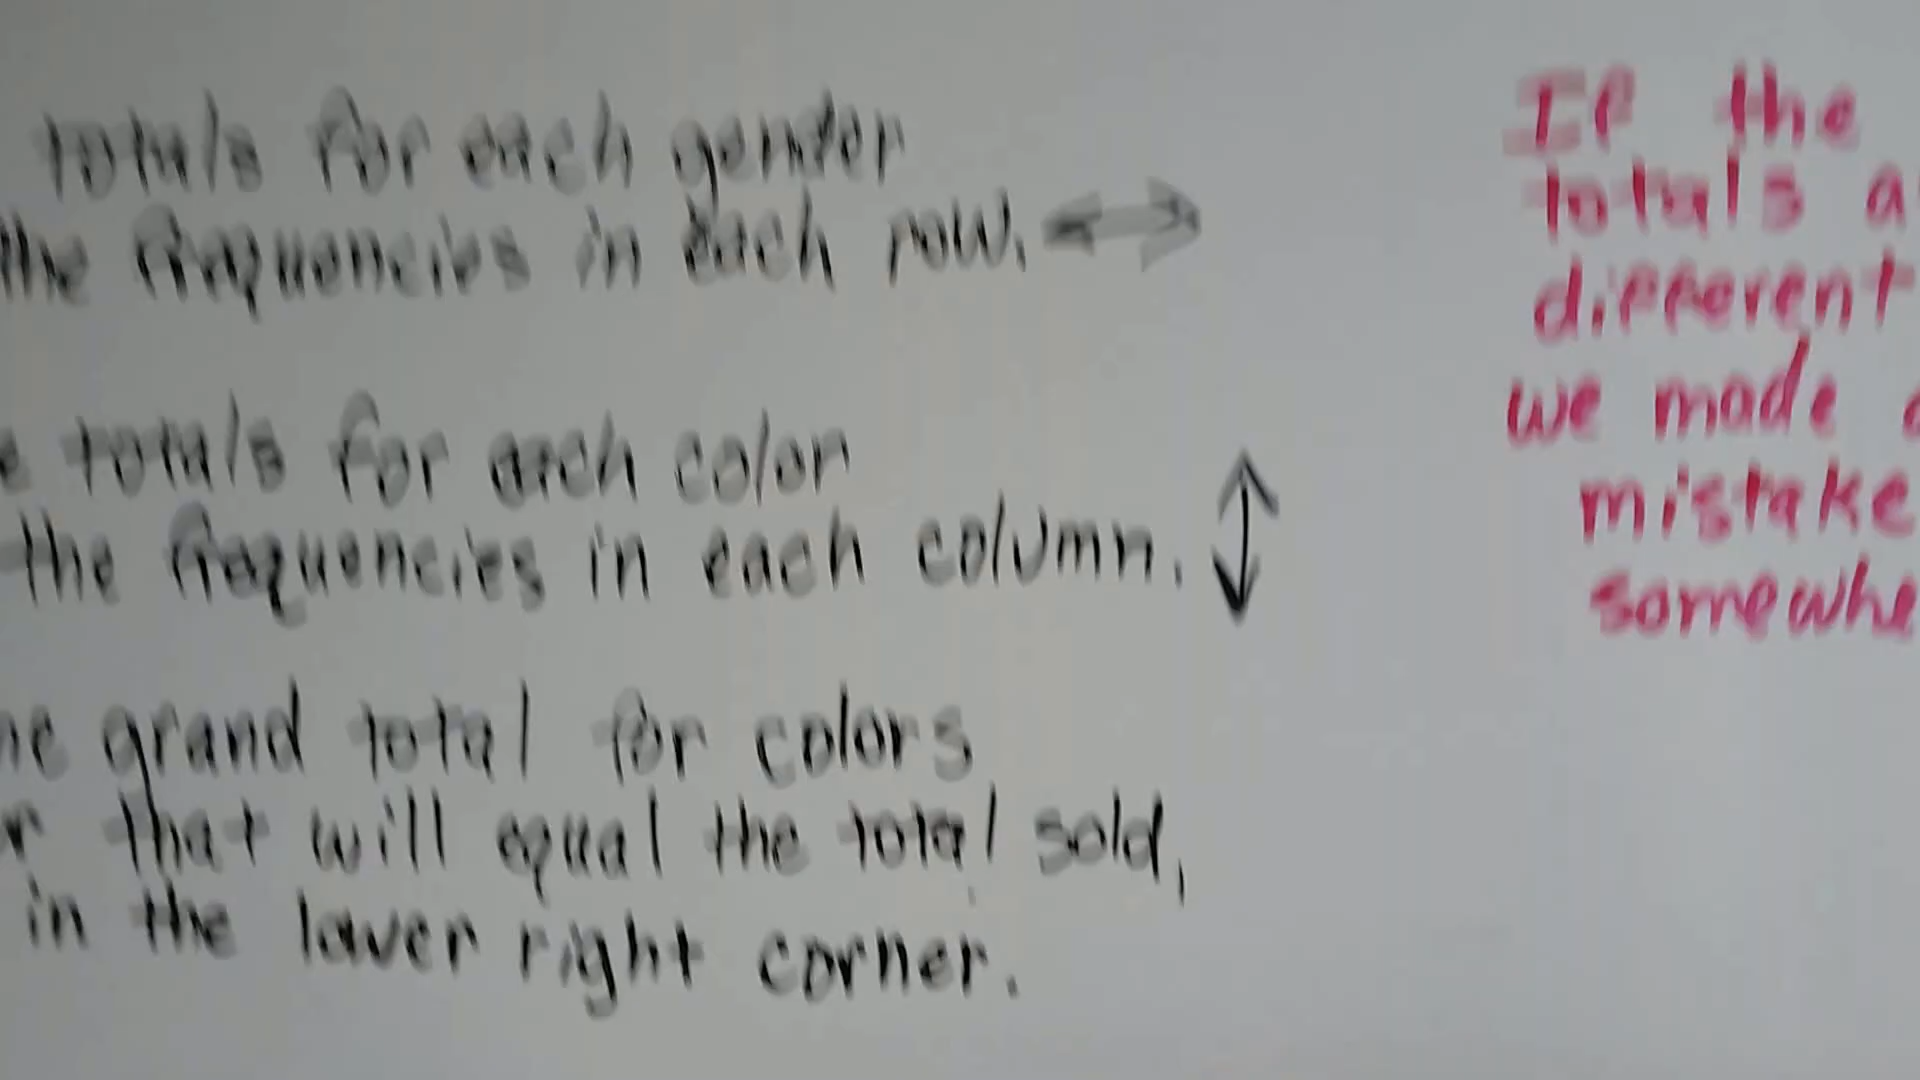 totals for each gender
the frequencies in each row.
totals for each color
the frequencies in each column.
grand total for colors
that will equal the total sold,
in the lower right corner.
If the
totals
different
we made
mistake